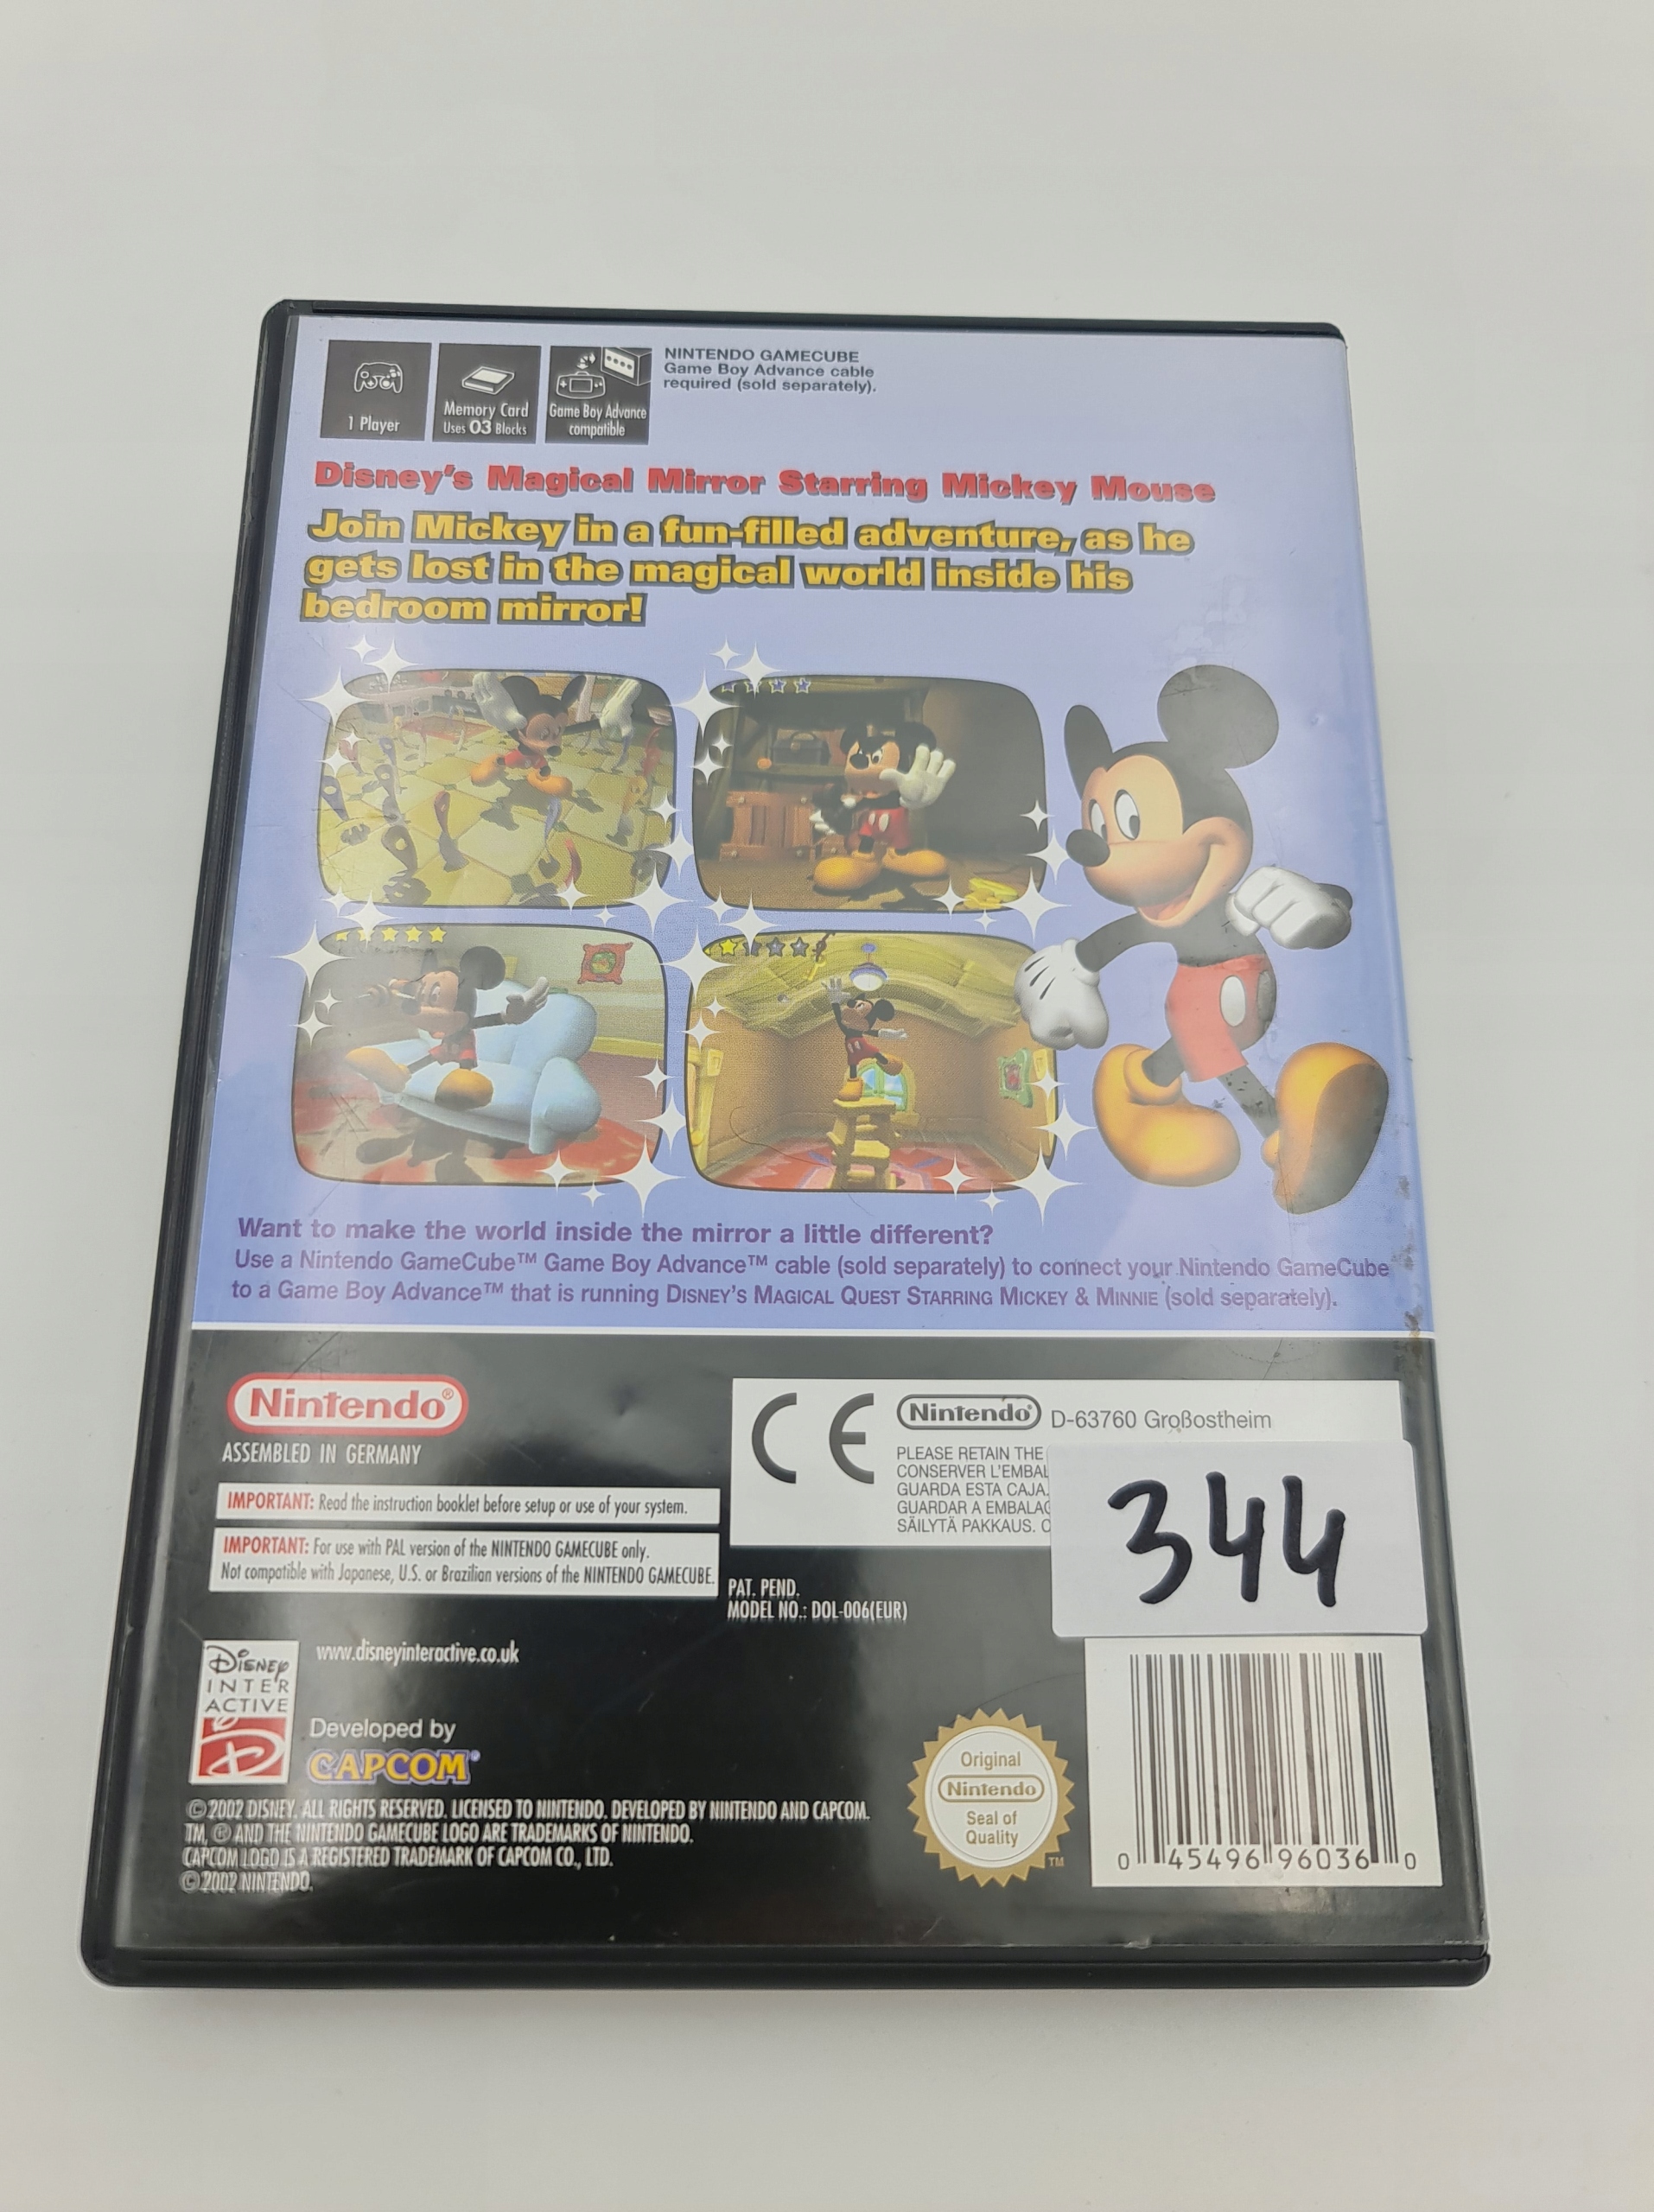 1 Player
Memory Card
Uses 03 Blocks
Game Boy Advance
compatible
NINTENDO GAMECUBE
Game Boy Advance cable
required (sold separately).
Disney's Magical Mirror Starring Mickey Mouse
Join Mickey in a fun-filled adventure, as he
gets lost in the magical world inside his
bedroom mirror!
Want to make the world inside the mirror a little different?
Use a Nintendo GameCube™ Game Boy Advance™ cable (sold separately) to connect your Nintendo GameCube
to a Game Boy Advance™ that is running DISNEY'S MAGICAL QUEST STARRING MICKEY & MINNIE (sold separately).
Nintendo®
ASSEMBLED IN GERMANY
IMPORTANT: Read the instruction booklet before setup or use of your system.
IMPORTANT: For use with PAL version of the NINTENDO GAMECUBE only.
Not compatible with Japanese, U.S. or Brazilian versions of the NINTENDO GAMECUBE.
CE
Nintendo® D-63760 Großostheim
PLEASE RETAIN THE
CONSERVER L'EMBAL
GUARDA ESTA CAJA.
GUARDAR A EMBALAG
SÄILYTÄ PAKKAUS.
344
PAT. PEND.
MODEL NO.: DOL-006(EUR)
DISNEY
INTER
ACTIVE
www.disneyinteractive.co.uk
Developed by
CAPCOM®
© 2002 DISNEY. ALL RIGHTS RESERVED. LICENSED TO NINTENDO. DEVELOPED BY NINTENDO AND CAPCOM.
TM, ® AND THE NINTENDO GAMECUBE LOGO ARE TRADEMARKS OF NINTENDO.
CAPCOM LOGO IS A REGISTERED TRADEMARK OF CAPCOM CO., LTD.
© 2002 NINTENDO.
Original
Nintendo
Seal of
Quality
TM
0 45496 96036 0